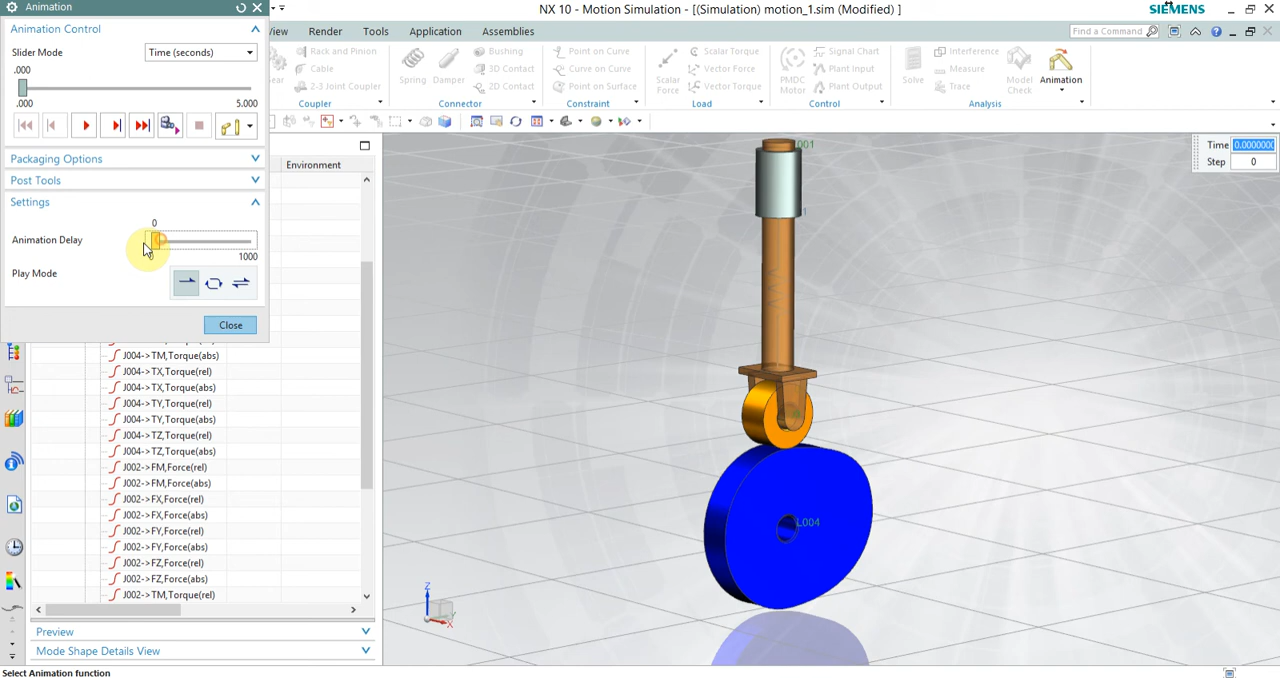 Animation
NX 10 - Motion Simulation - [(Simulation) motion_1.sim (Modified) ]
SIEMENS
Animation Control
View Render Tools Application Assemblies
Find a Command
Slider Mode Time (seconds)
.000
.000 5.000
Rack and Pinion
Cable
2-3 Joint Coupler
Coupler
Spring Damper
Bushing
3D Contact
2D Contact
Connector
Point on Curve
Curve on Curve
Point on Surface
Constraint
Scalar Force
Scalar Torque
Vector Force
Vector Torque
Load
PMDC Motor
Signal Chart
Plant Input
Plant Output
Control
Solve
Interference
Measure
Trace
Model Check
Animation
Analysis
Packaging Options
Post Tools
Settings
Environment
Time 0.0000000
Step 0
0
Animation Delay
0 1000
Play Mode
Close
J004->TM,Torque(abs)
J004->TX,Torque(rel)
J004->TX,Torque(abs)
J004->TY,Torque(rel)
J004->TY,Torque(abs)
J004->TZ,Torque(rel)
J004->TZ,Torque(abs)
J002->FM,Force(rel)
J002->FM,Force(abs)
J002->FX,Force(rel)
J002->FX,Force(abs)
J002->FY,Force(rel)
J002->FY,Force(abs)
J002->FZ,Force(rel)
J002->FZ,Force(abs)
J002->TM,Torque(rel)
L004
Z
X
Y
Preview
Mode Shape Details View
Select Animation function